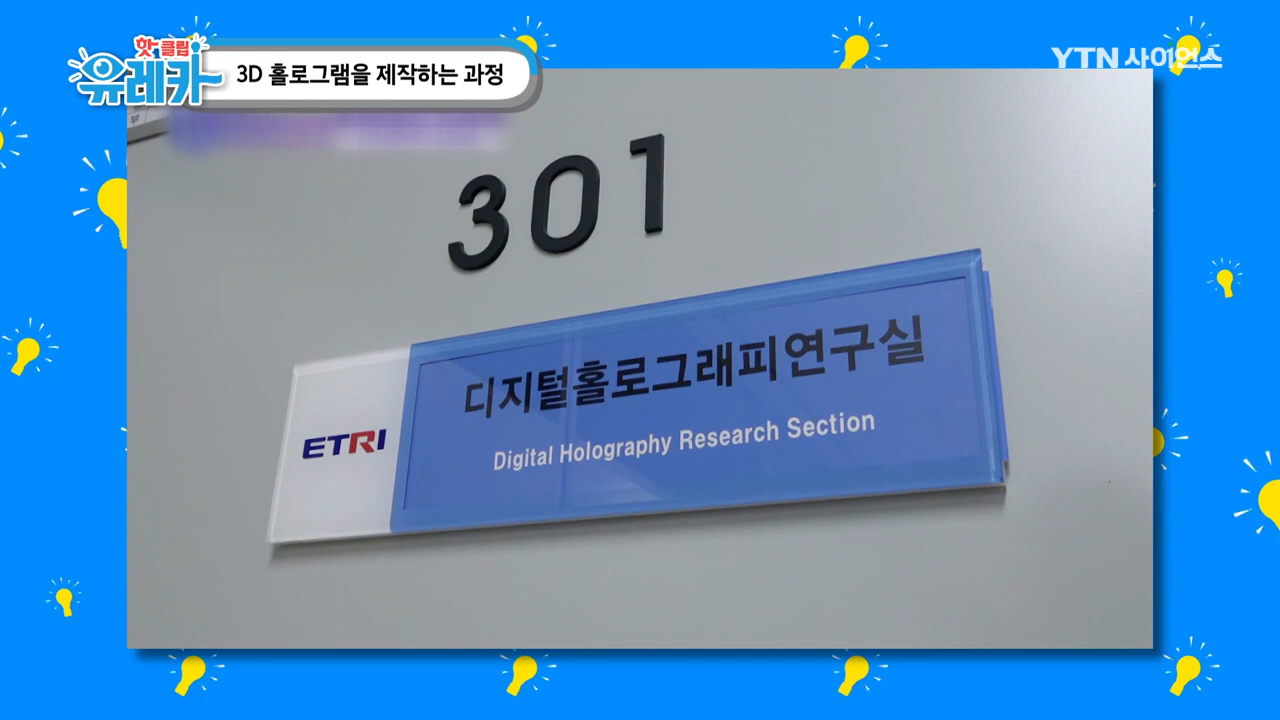 핫클립
유레카
3D 홀로그램을 제작하는 과정
YTN 사이언스
부
301
ETRI
디지털홀로그래피연구실
Digital Holography Research Section